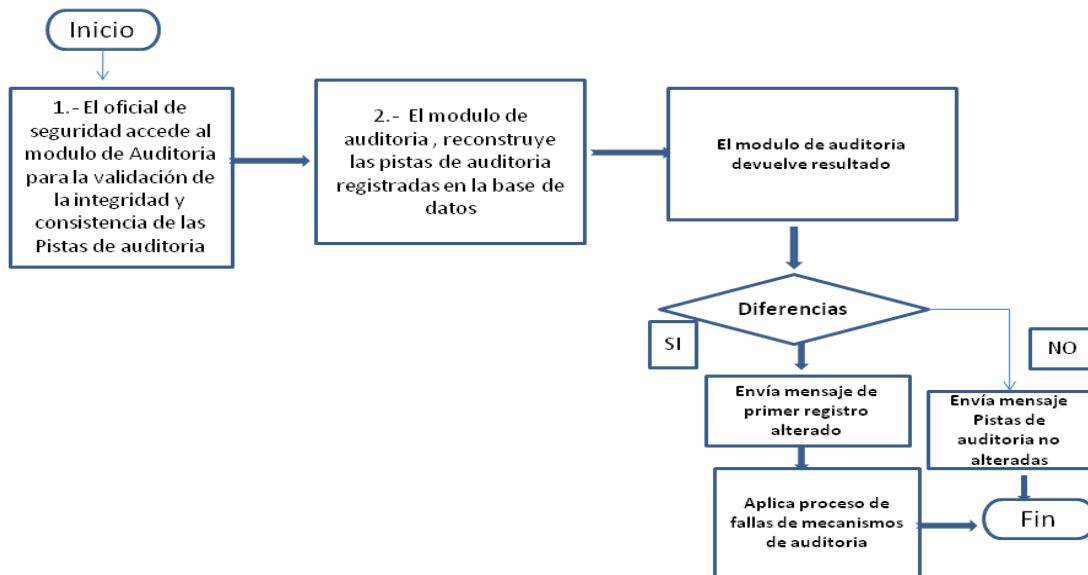 Inicio
1.- El oficial de
seguridad accede al
modulo de Auditoria
para la validación de
la integridad y
consistencia de las
Pistas de auditoria
2.- El modulo de
auditoria , reconstruye
las pistas de auditoria
registradas en la base de
datos
El modulo de auditoria
devuelve resultado
Diferencias
SI
NO
Envía mensaje de
primer registro
alterado
Envía mensaje
Pistas de
auditoria no
alteradas
Aplica proceso de
fallas de mecanismos
de auditoria
Fin